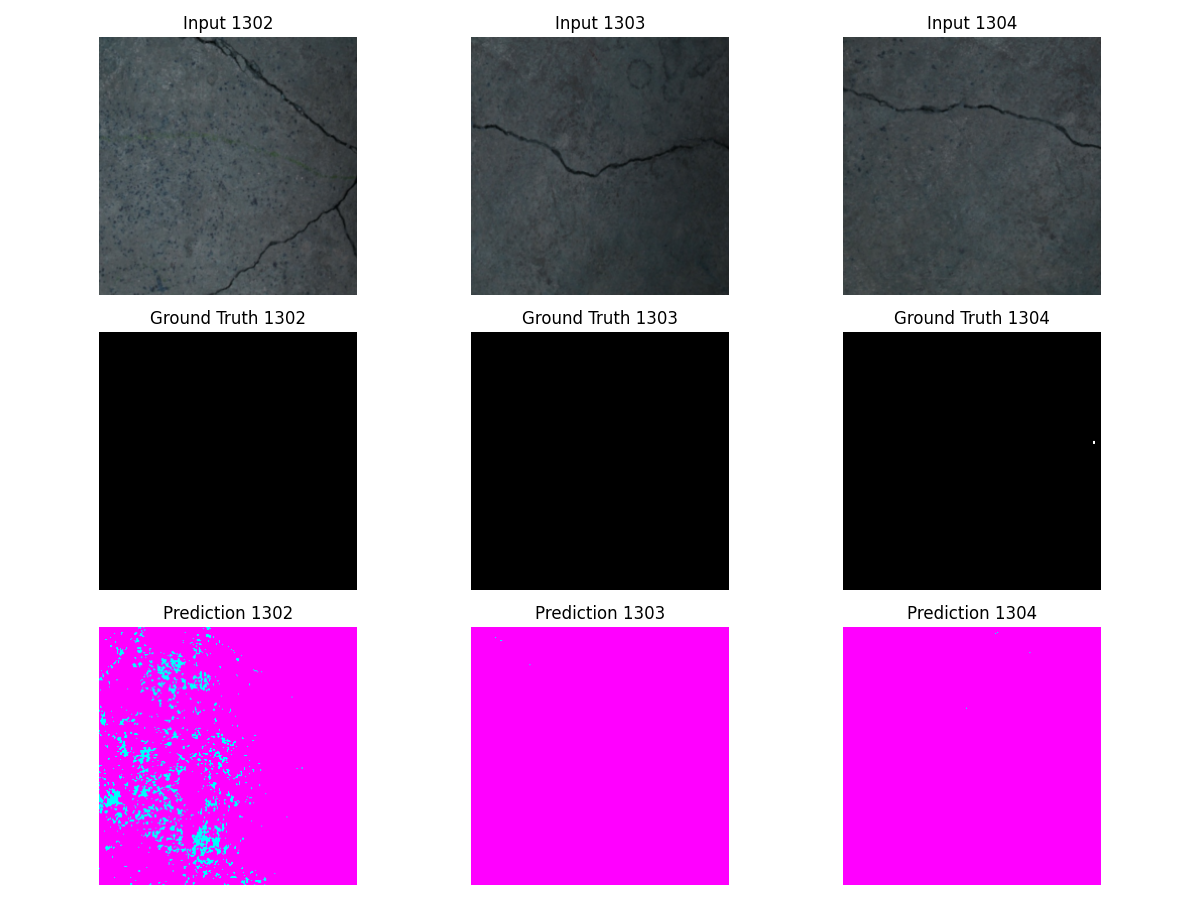 Input 1302
Input 1303
Input 1304
Ground Truth 1302
Ground Truth 1303
Ground Truth 1304
Prediction 1302
Prediction 1303
Prediction 1304